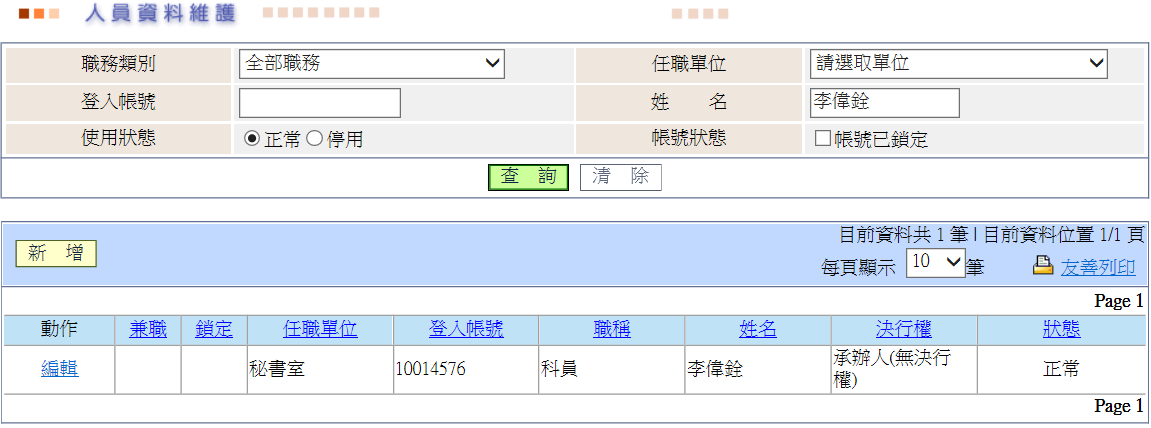 人員資料維護
職務類別 全部職務 任職單位 請選取單位
登入帳號 姓 名 李偉銓
使用狀態 正常 停用 帳號狀態 帳號已鎖定
查 詢 清 除
目前資料共 1 筆 | 目前資料位置 1/1 頁
新 增 每頁顯示 10 筆 友善列印
Page 1
動作 兼職 鎖定 任職單位 登入帳號 職稱 姓名 決行權 狀態
編輯 秘書室 10014576 科員 李偉銓 承辦人(無決行
權) 正常
Page 1